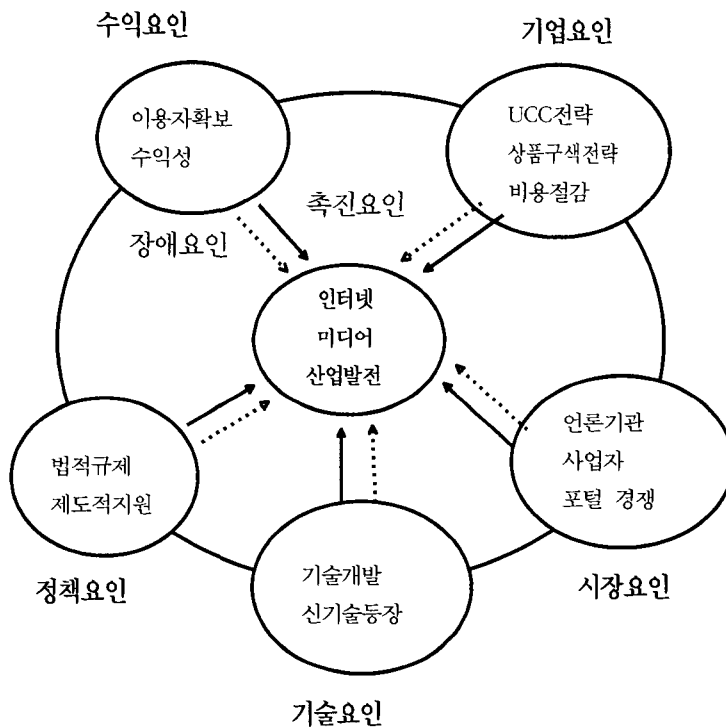 수익요인
기업요인
이용자확보
수익성
UCC전략
상품구색전략
비용절감
촉진요인
장애요인
인터넷
미디어
산업발전
언론기관
사업자
포털 경쟁
법적규제
제도적지원
기술개발
신기술등장
정책요인
시장요인
기술요인